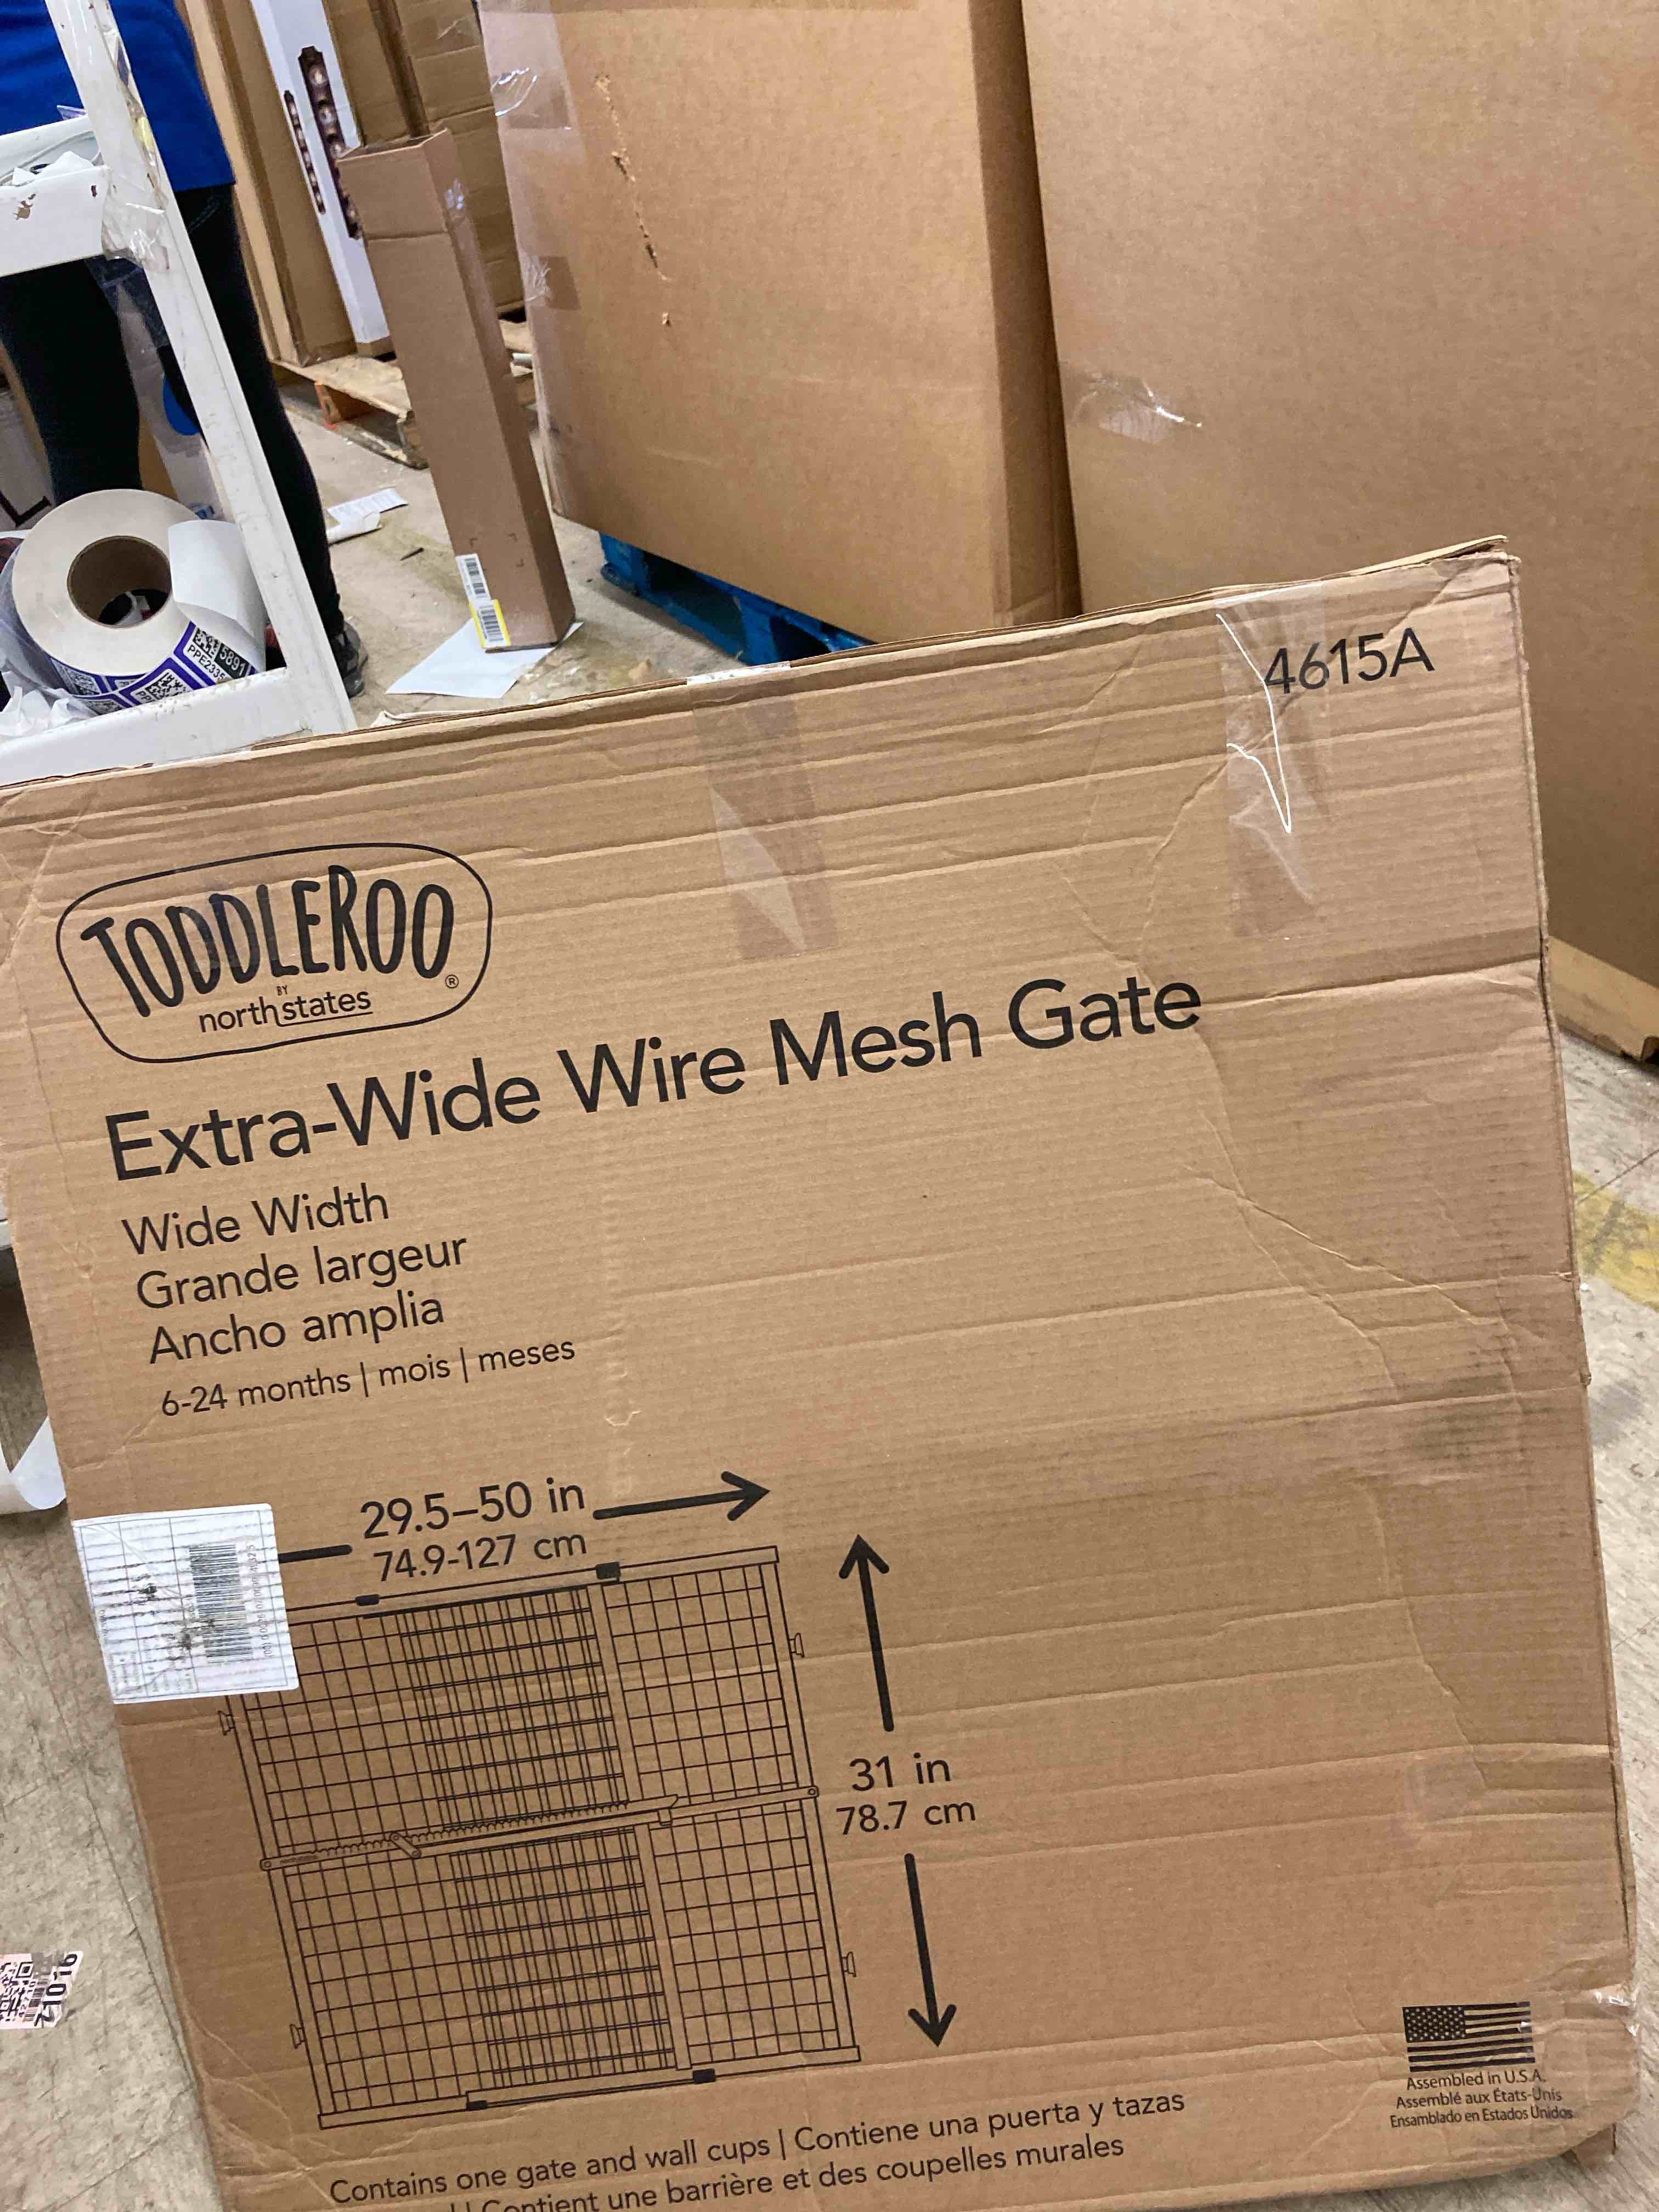 5891
PPE2335
4615A
TODDLEROO
BY
northstates
®
Extra-Wide Wire Mesh Gate
Wide Width
Grande largeur
Ancho amplia
6-24 months | mois | meses
29.5–50 in
74.9-127 cm
31 in
78.7 cm
Assembled in U.S.A.
Assemblé aux États-Unis
Ensamblado en Estados Unidos
Contains one gate and wall cups | Contiene una puerta y tazas
Contient une barrière et des coupelles murales